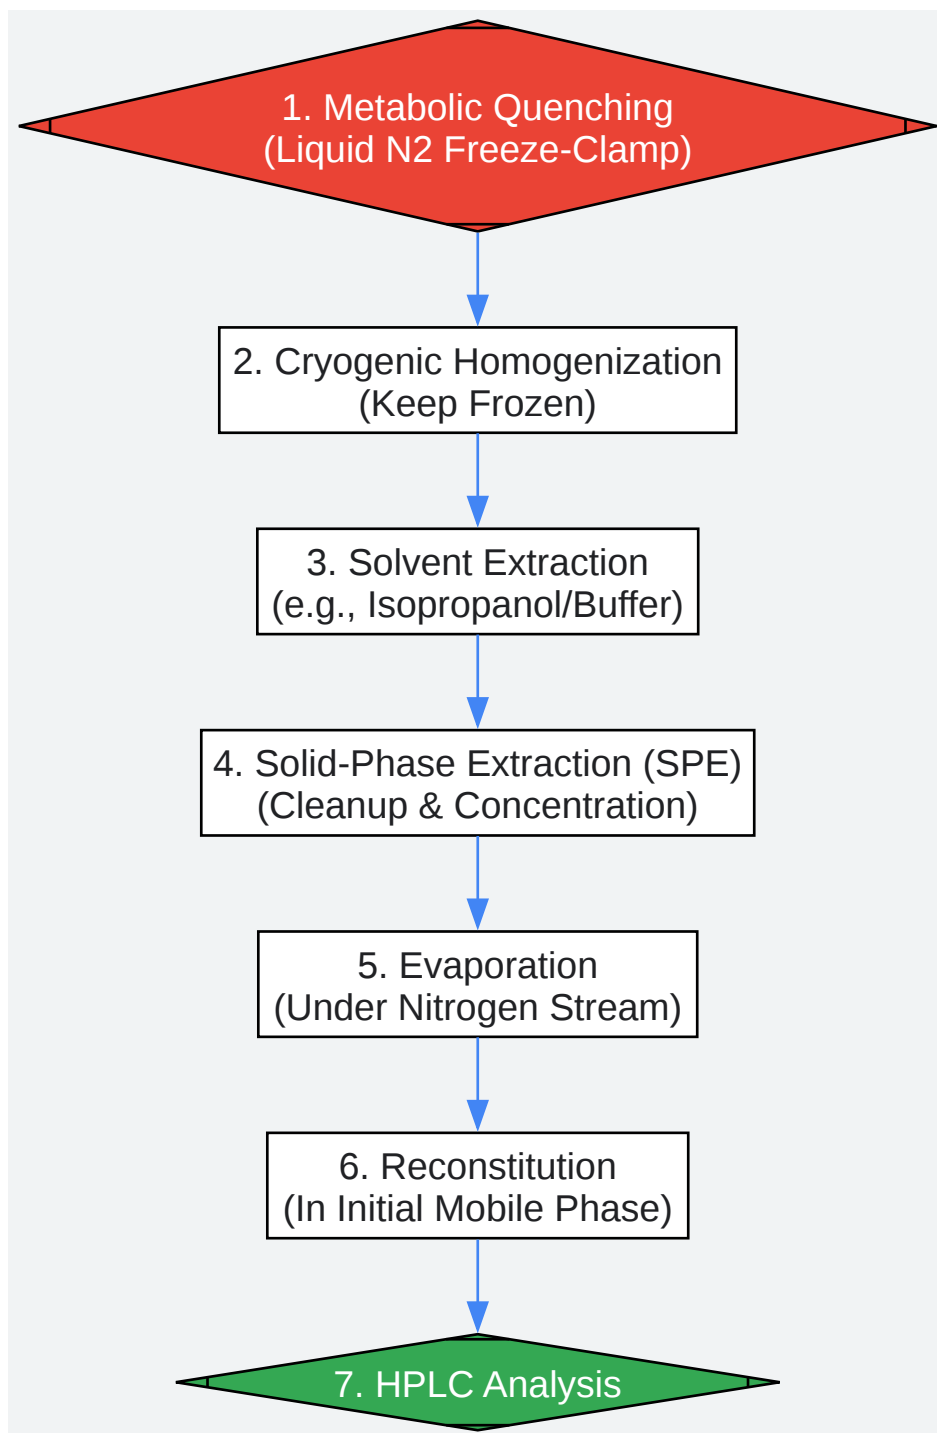 1. Metabolic Quenching
(Liquid N2 Freeze-Clamp)
2. Cryogenic Homogenization
(Keep Frozen)
3. Solvent Extraction
(e.g., Isopropanol/Buffer)
4. Solid-Phase Extraction (SPE)
(Cleanup & Concentration)
5. Evaporation
(Under Nitrogen Stream)
6. Reconstitution
(In Initial Mobile Phase)
7. HPLC Analysis